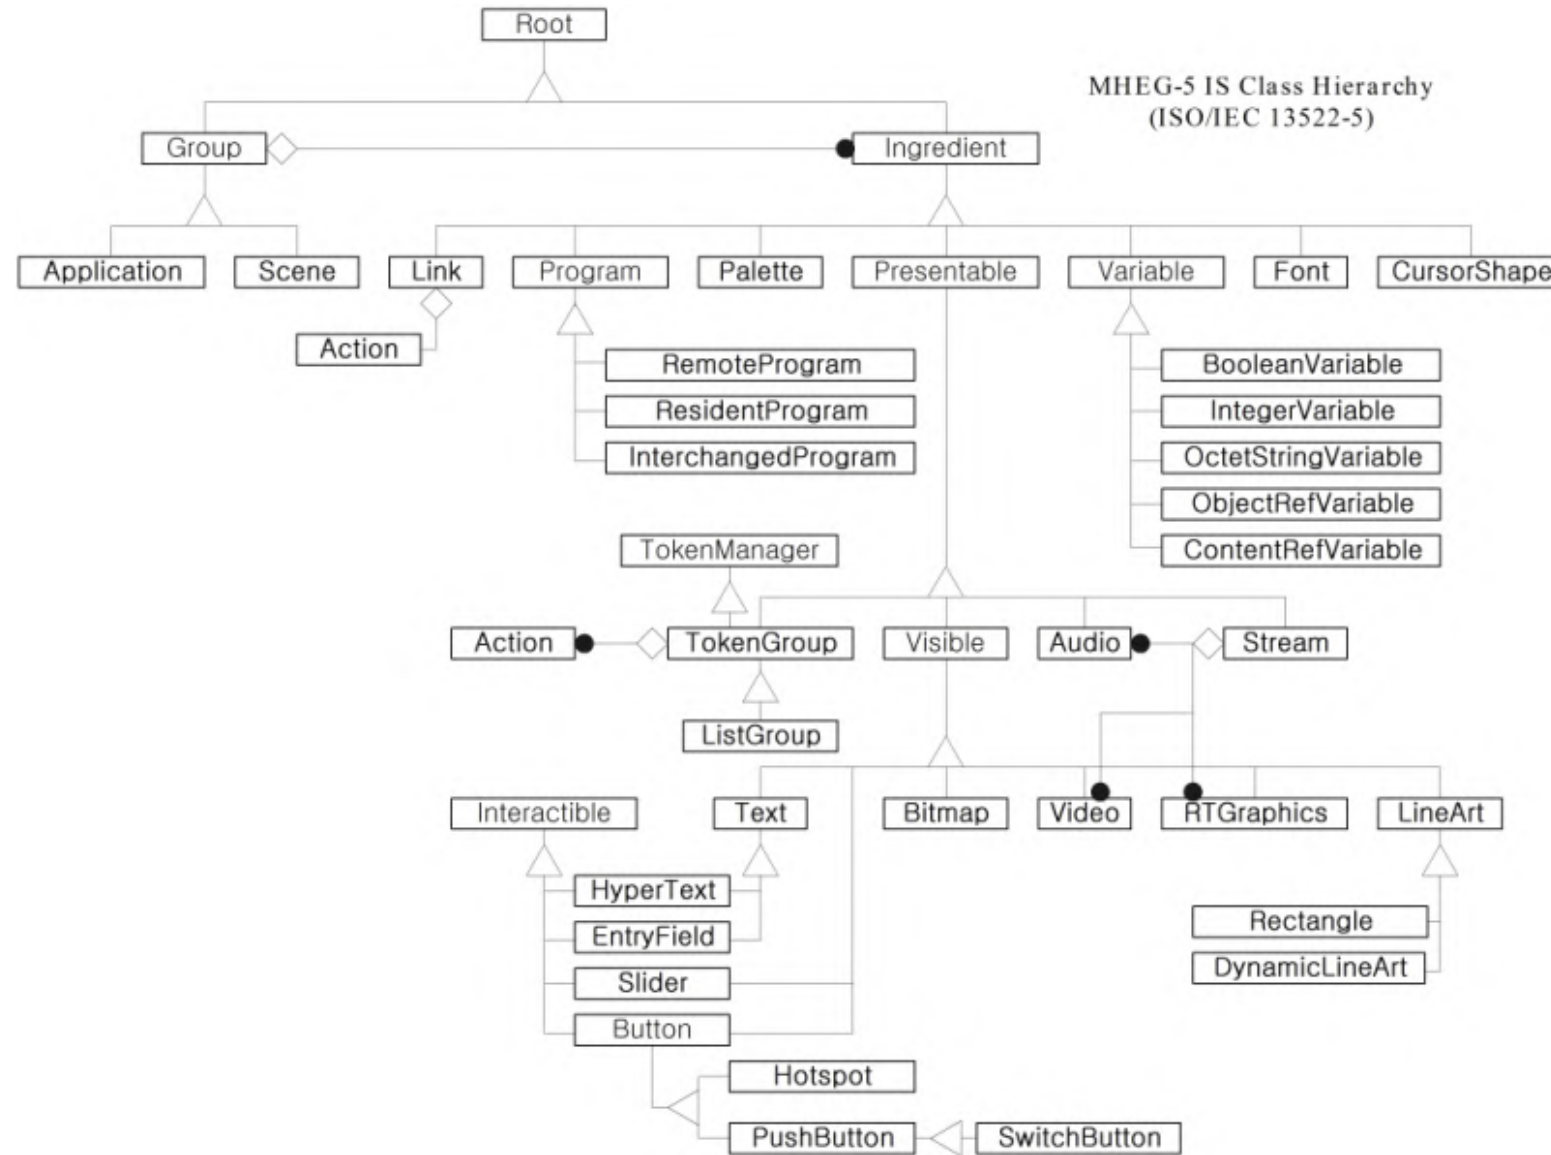 Root
MHEG-5 IS Class Hierarchy
(ISO/IEC 13522-5)
Group
Ingredient
Application
Scene
Link
Program
Palette
Presentable
Variable
Font
CursorShape
Action
RemoteProgram
ResidentProgram
InterchangedProgram
BooleanVariable
IntegerVariable
OctetStringVariable
ObjectRefVariable
ContentRefVariable
TokenManager
Action
TokenGroup
Visible
Audio
Stream
ListGroup
Interactible
Text
Bitmap
Video
RTGraphics
LineArt
HyperText
EntryField
Slider
Button
Rectangle
DynamicLineArt
Hotspot
PushButton
SwitchButton